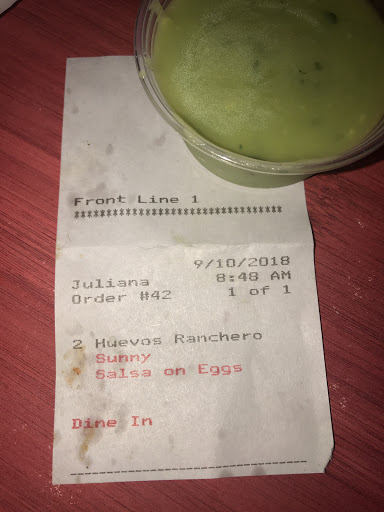 Front Line 1
********************************
9/10/2018
Juliana 8:48 AM
Order #42 1 of 1
2 Huevos Ranchero
Sunny
Salsa on Eggs
Dine In